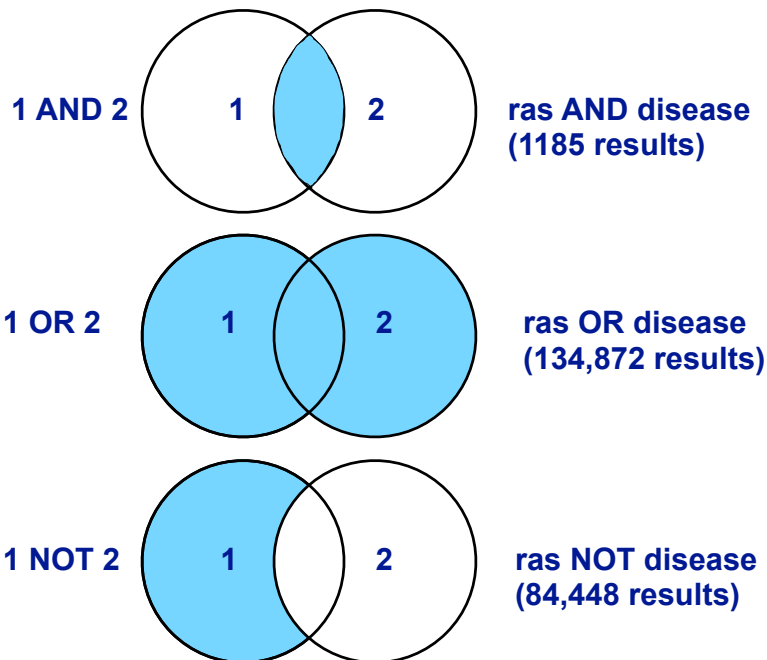 1 AND 2
1
2
ras AND disease
(1185 results)
1 OR 2
1
2
ras OR disease
(134,872 results)
1 NOT 2
1
2
ras NOT disease
(84,448 results)